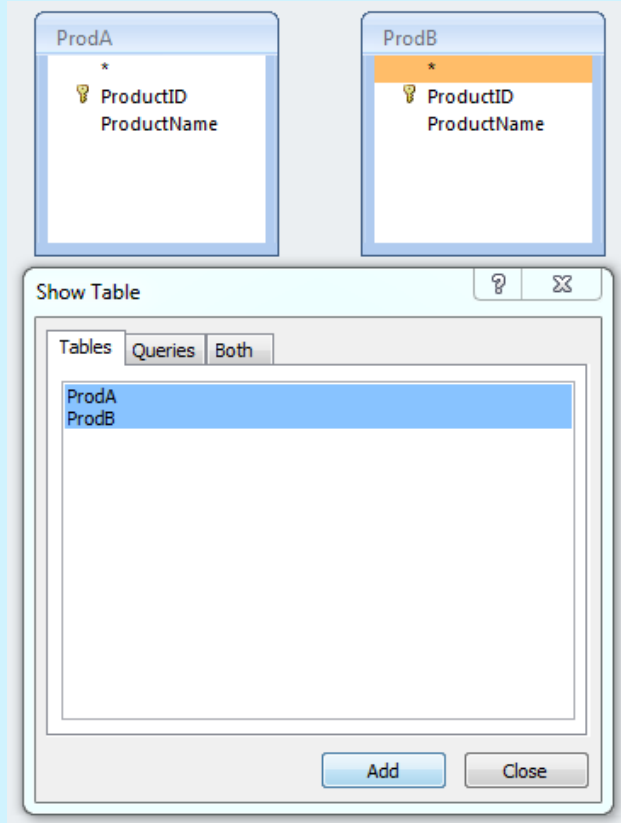 ProdA
*
ProductID
ProductName
ProdB
*
ProductID
ProductName
Show Table
?
Tables Queries Both
ProdA
ProdB
Add Close